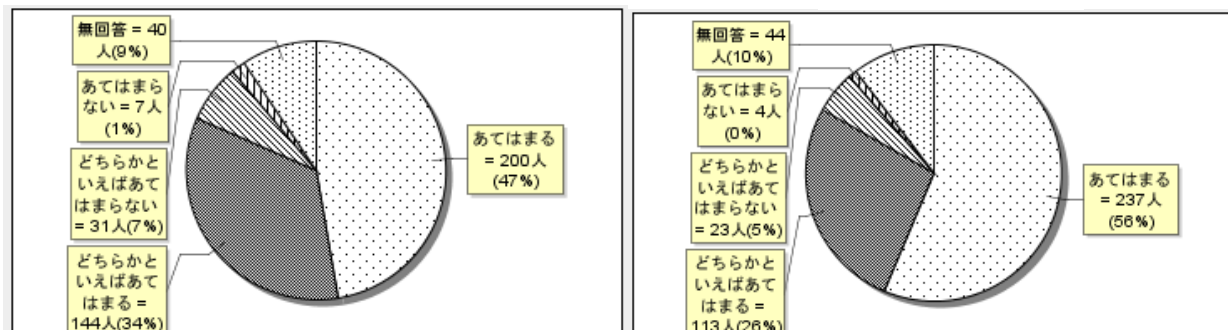 無回答 = 40
人(9%)
あてはまら
ない = 7人
(1%)
どちらかと
いえばあて
はまらない
= 31人(7%)
どちらかと
いえばあて
はまる =
144人(34%)
あてはまる
= 200人
(47%)
無回答 = 44
人(10%)
あてはまら
ない = 4人
(0%)
どちらかと
いえばあて
はまらない
= 23人(5%)
どちらかと
いえばあて
はまる =
113人(26%)
あてはまる
= 237人
(56%)